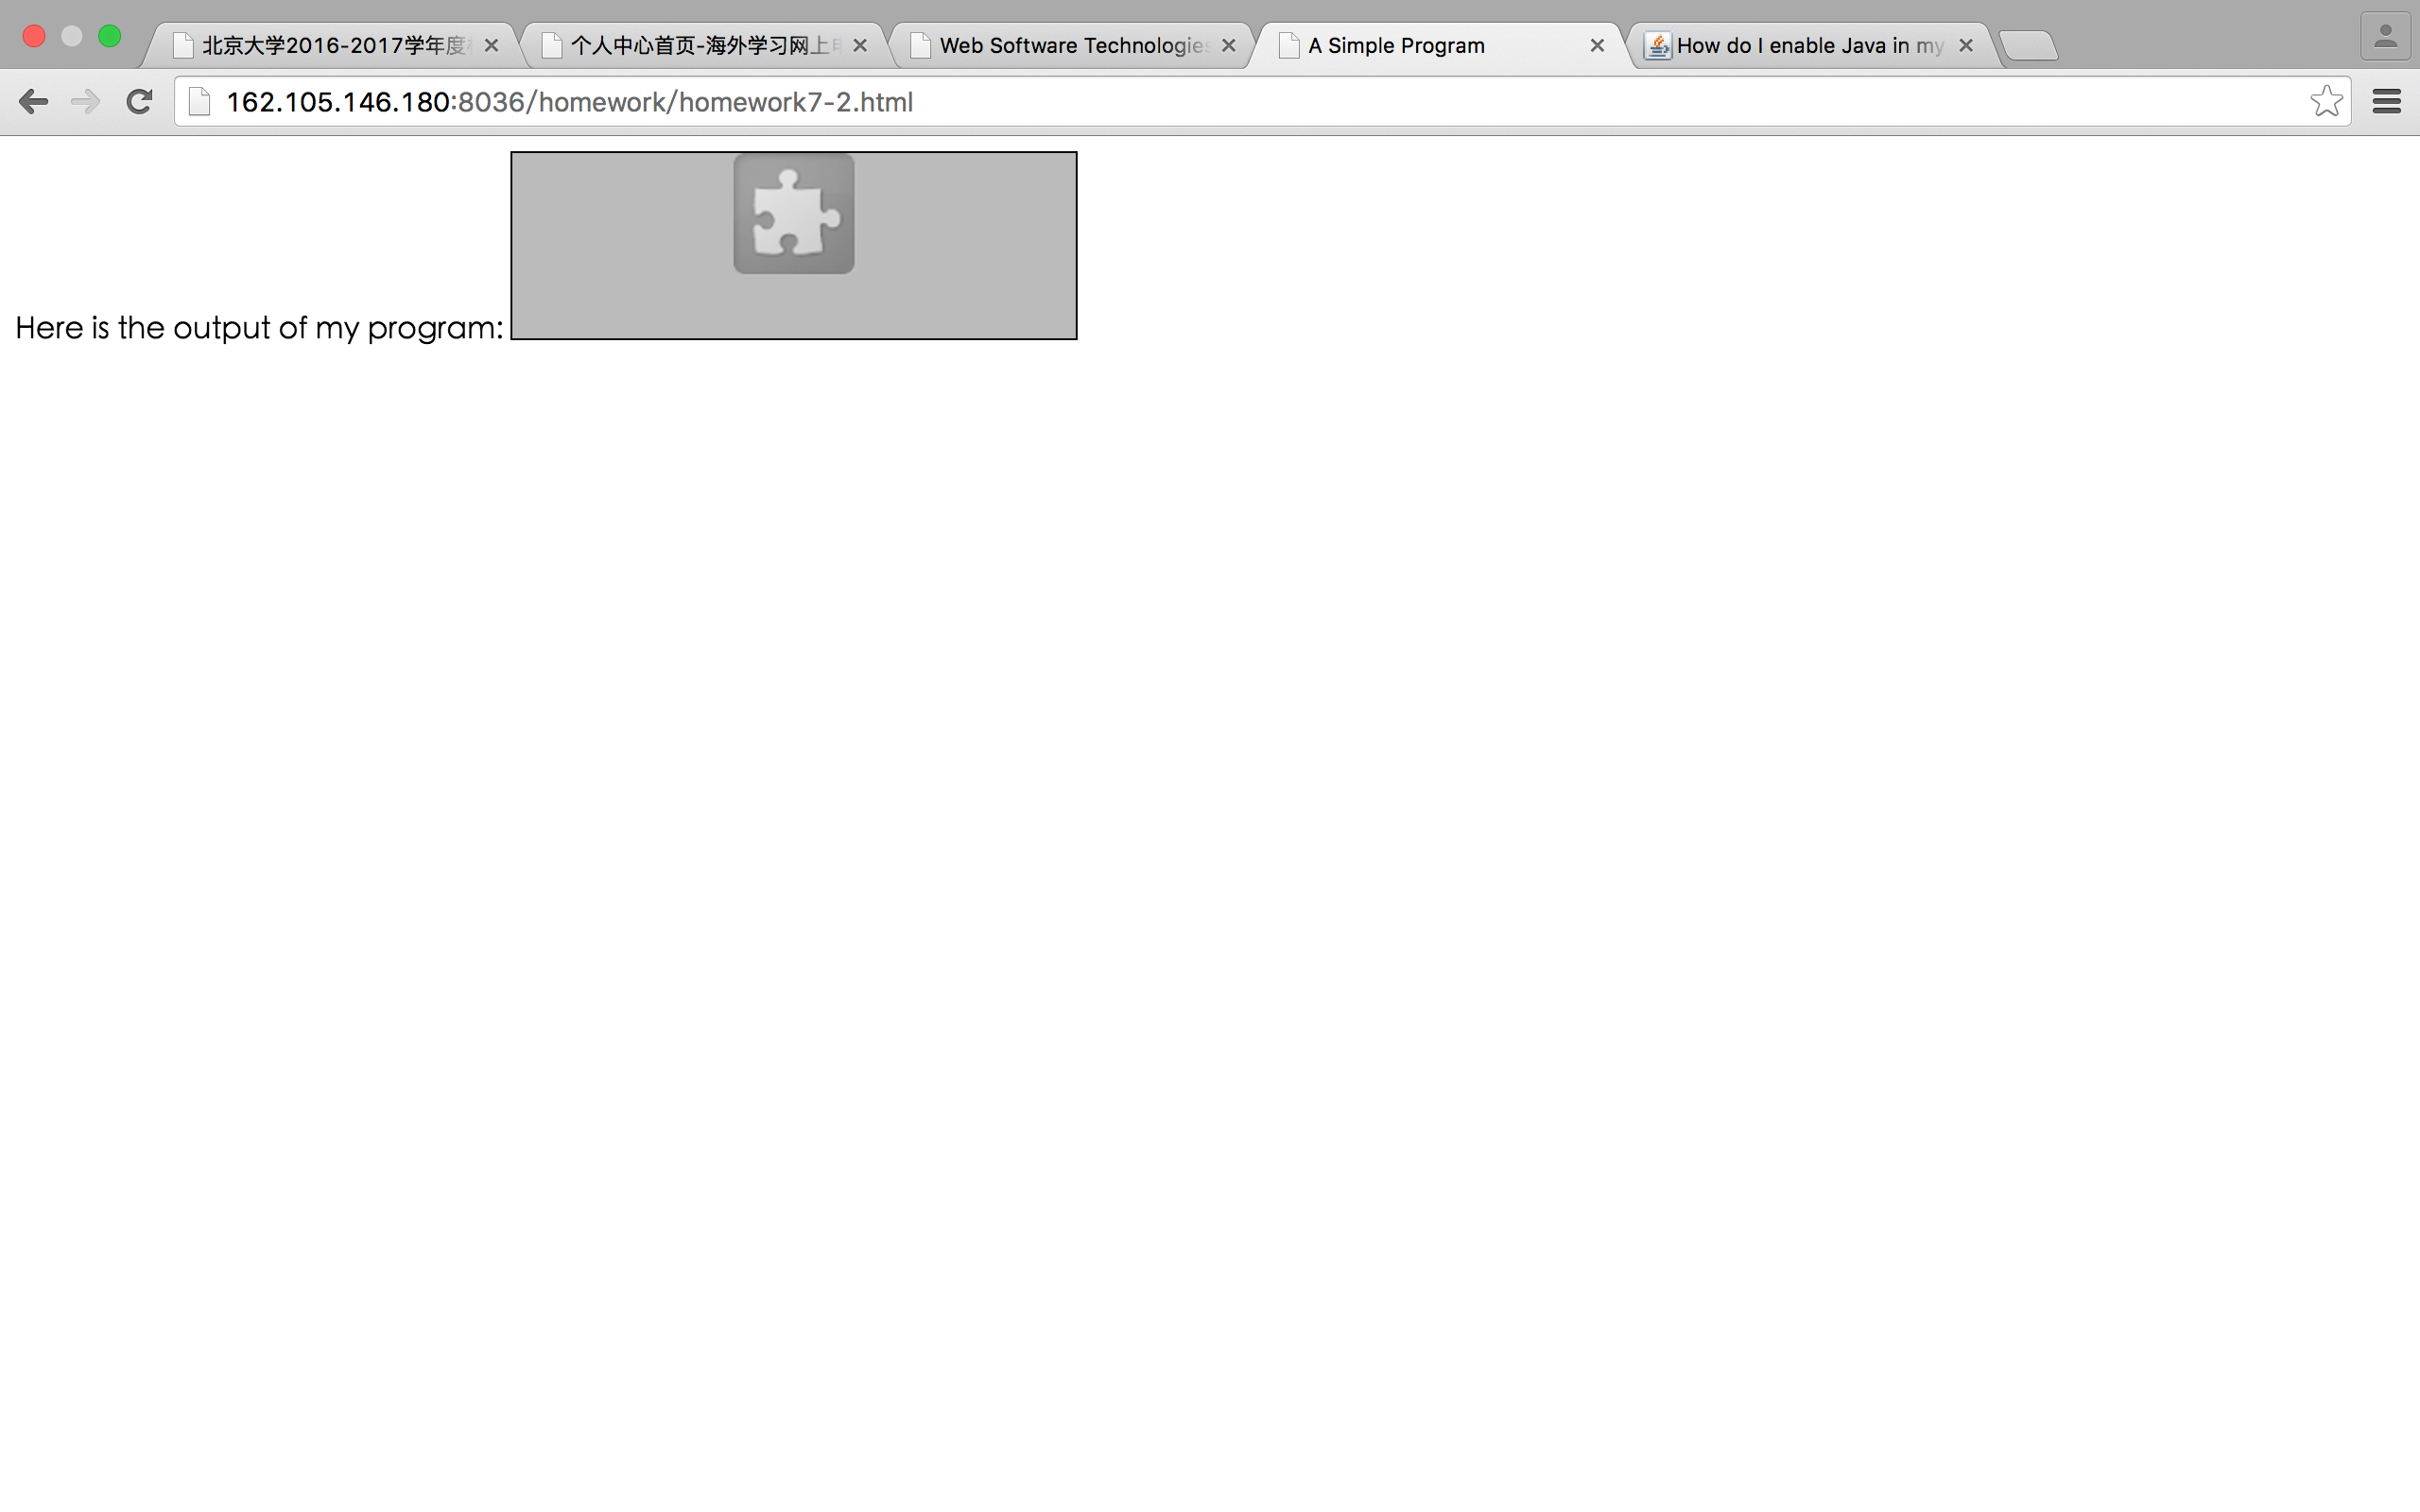 北京大学2016-2017学年度
个人中心首页-海外学习网上
Web Software Technologies
A Simple Program
How do I enable Java in my
162.105.146.180:8036/homework/homework7-2.html
Here is the output of my program: